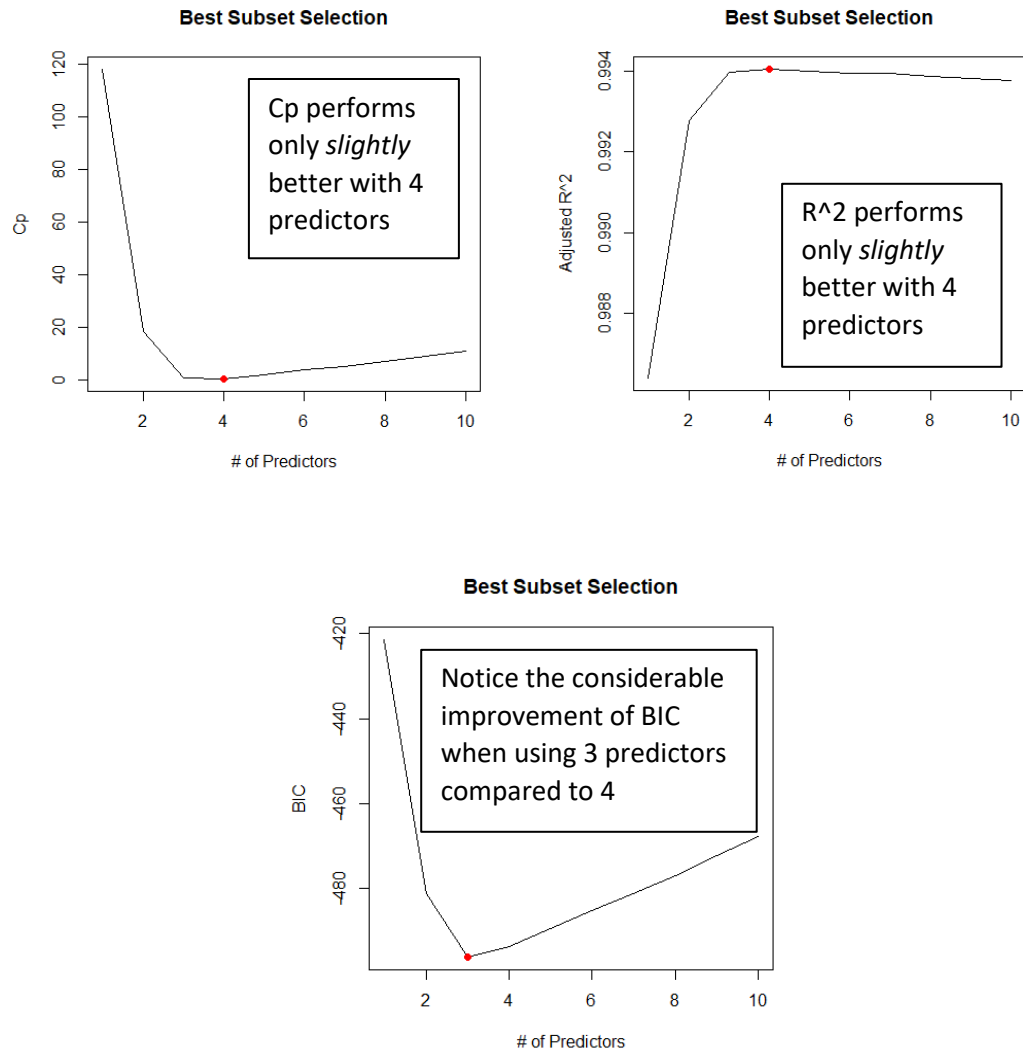 Best Subset Selection
120
100
80
60
40
20
0
Cp
Cp performs
only slightly
better with 4
predictors
2 4 6 8 10
# of Predictors
Best Subset Selection
0.994
0.992
0.990
0.988
Adjusted R^2
R^2 performs
only slightly
better with 4
predictors
2 4 6 8 10
# of Predictors
Best Subset Selection
-420
-440
-460
-480
BIC
Notice the considerable
improvement of BIC
when using 3 predictors
compared to 4
2 4 6 8 10
# of Predictors